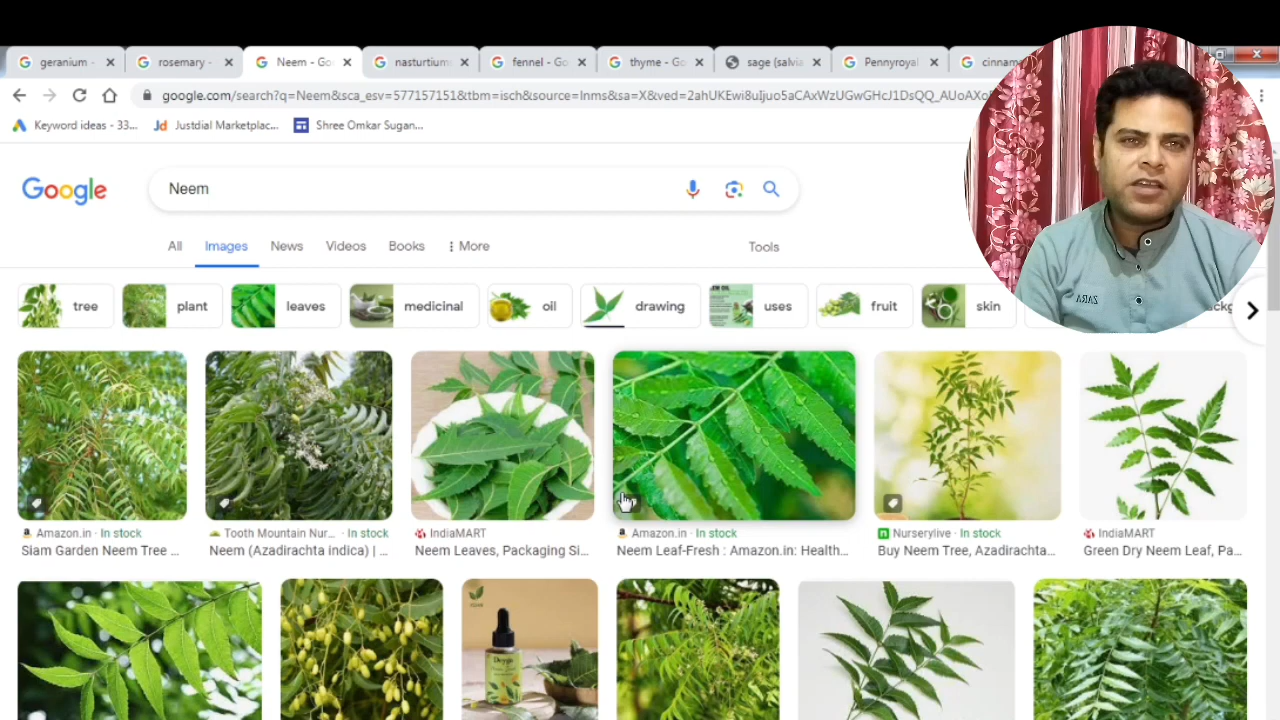 geranium -
rosemary -
Neem - Go
nasturtium
fennel - Go
thyme - Go
sage (salvia
Pennyroyal
cinnam
google.com/search?q=Neem&sca_esv=577157151&tbm=isch&source=lnms&sa=X&ved=2ahUKEwi8uIjuo5aCAxWzUGwGHcJ1DsQQ_AUoAXo
Keyword ideas - 33...
Justdial Marketplac...
Shree Omkar Sugan...
Google
Neem
All
Images
News
Videos
Books
More
Tools
tree
plant
leaves
medicinal
oil
drawing
uses
fruit
skin
ZARA
Amazon.in · In stock
Siam Garden Neem Tree ...
Tooth Mountain Nur... · In stock
Neem (Azadirachta indica) | ...
IndiaMART
Neem Leaves, Packaging Si...
Amazon.in · In stock
Neem Leaf-Fresh : Amazon.in: Health...
Nurserylive · In stock
Buy Neem Tree, Azadirachta...
IndiaMART
Green Dry Neem Leaf, Pa...